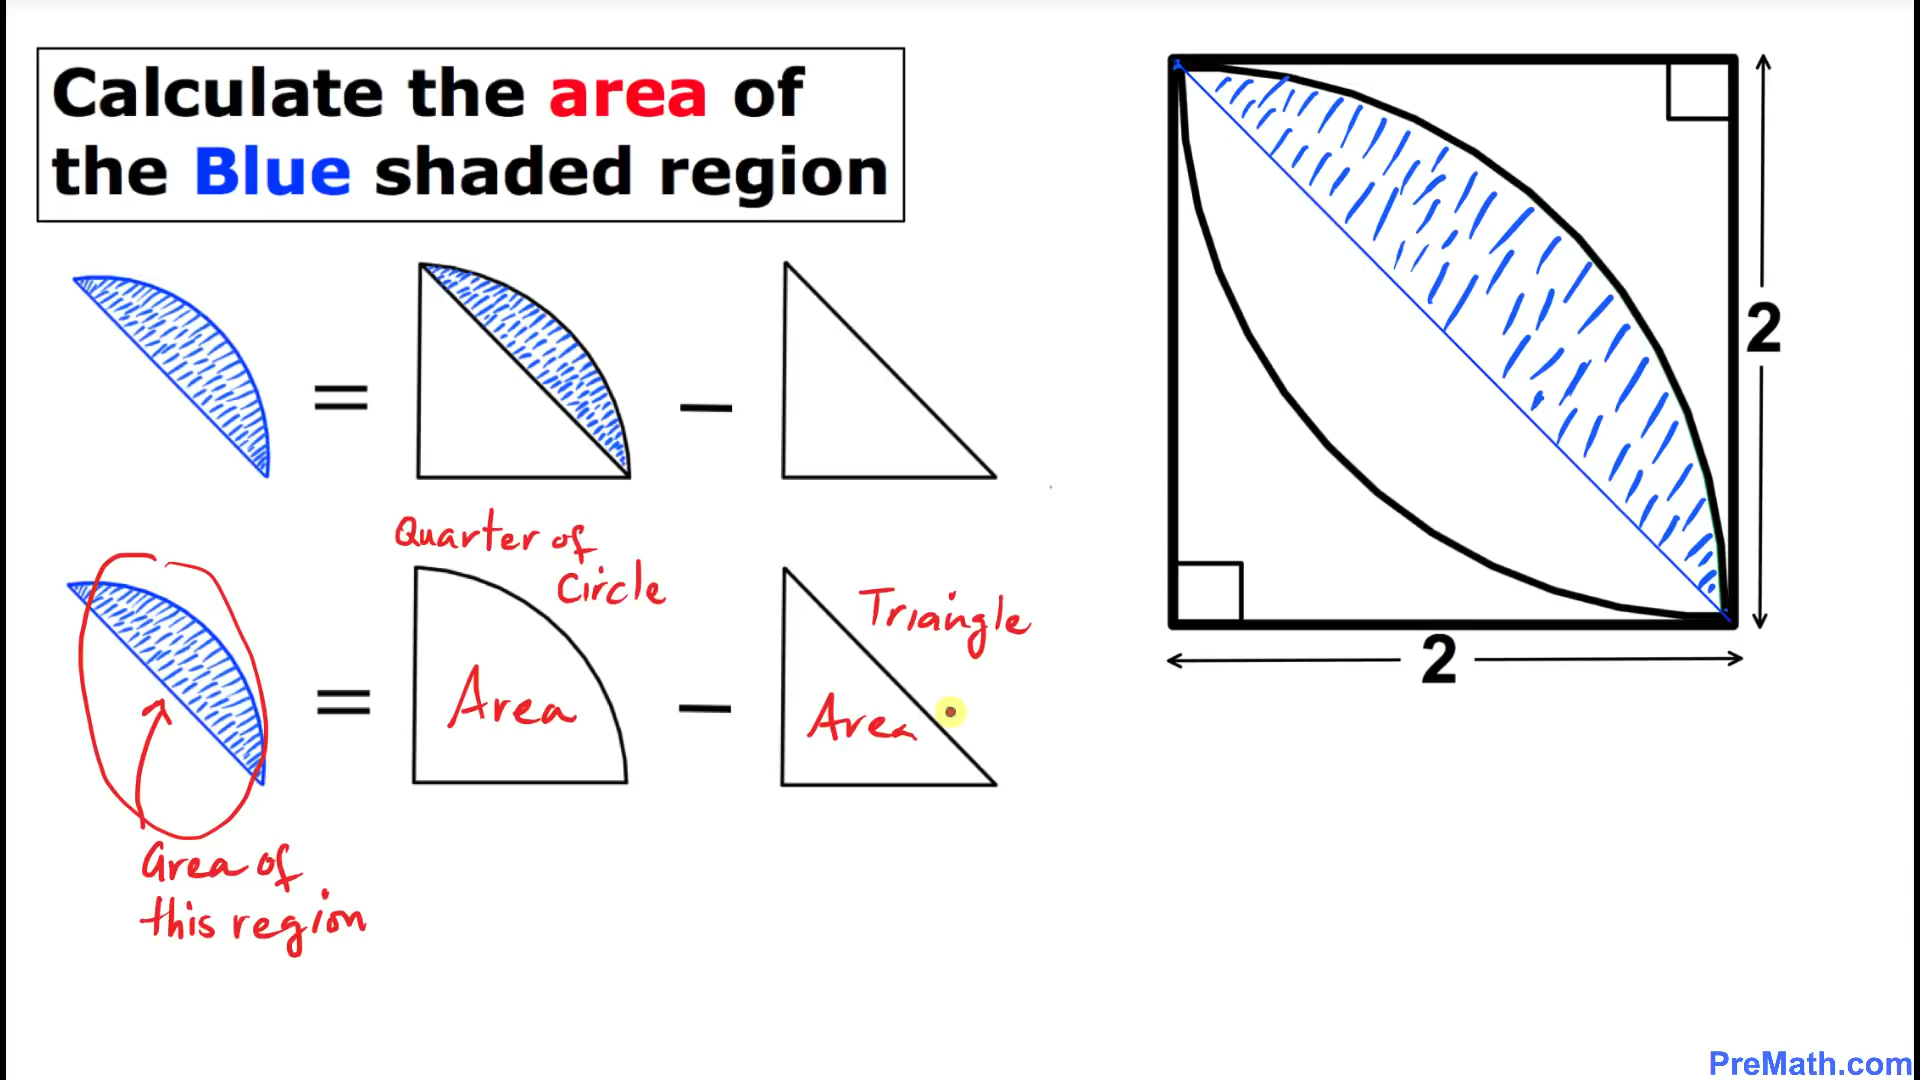 Calculate the area of
the Blue shaded region
=
–
Quarter of
Circle
Triangle
Area
=
–
Area
Area of
this region
2
2
PreMath.com